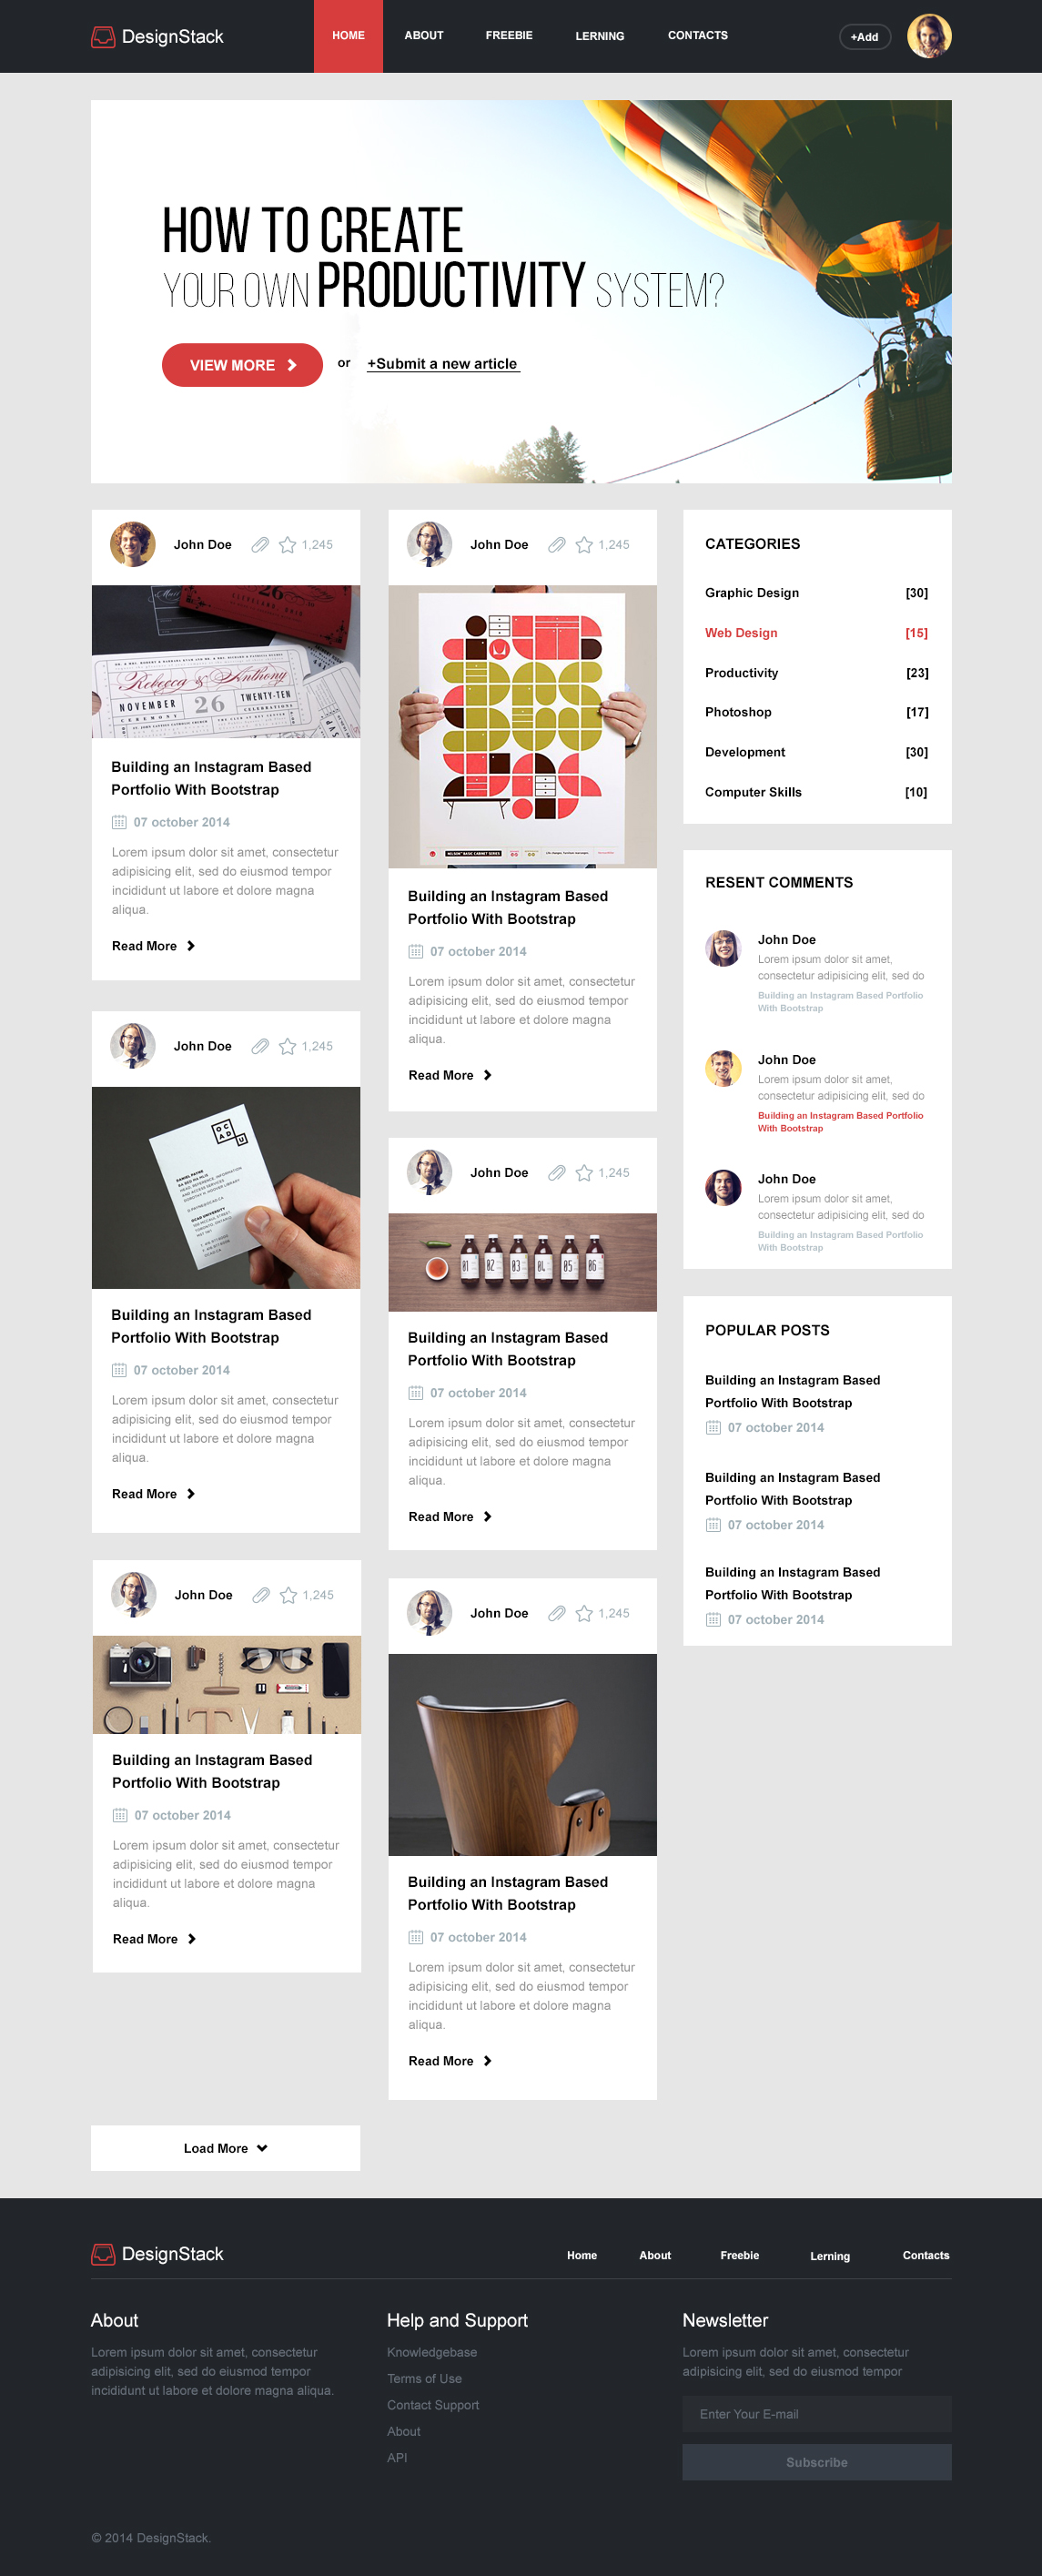 DesignStack
HOME
ABOUT
FREEBIE
LERNING
CONTACTS
+Add
HOW TO CREATE
YOUR OWN PRODUCTIVITY SYSTEM?
VIEW MORE
or
+Submit a new article
John Doe
1,245
Rebecca & Anthony
NOVEMBER
26
TWENTY-TEN
CEREMONY
Building an Instagram Based
Portfolio With Bootstrap
07 october 2014
Lorem ipsum dolor sit amet, consectetur
adipisicing elit, sed do eiusmod tempor
incididunt ut labore et dolore magna
aliqua.
Read More
John Doe
1,245
OCAD
U
Building an Instagram Based
Portfolio With Bootstrap
07 october 2014
Lorem ipsum dolor sit amet, consectetur
adipisicing elit, sed do eiusmod tempor
incididunt ut labore et dolore magna
aliqua.
Read More
John Doe
1,245
Building an Instagram Based
Portfolio With Bootstrap
07 october 2014
Lorem ipsum dolor sit amet, consectetur
adipisicing elit, sed do eiusmod tempor
incididunt ut labore et dolore magna
aliqua.
Read More
Load More
John Doe
1,245
Building an Instagram Based
Portfolio With Bootstrap
07 october 2014
Lorem ipsum dolor sit amet, consectetur
adipisicing elit, sed do eiusmod tempor
incididunt ut labore et dolore magna
aliqua.
Read More
John Doe
1,245
01 02 03 04 05 06
Building an Instagram Based
Portfolio With Bootstrap
07 october 2014
Lorem ipsum dolor sit amet, consectetur
adipisicing elit, sed do eiusmod tempor
incididunt ut labore et dolore magna
aliqua.
Read More
John Doe
1,245
Building an Instagram Based
Portfolio With Bootstrap
07 october 2014
Lorem ipsum dolor sit amet, consectetur
adipisicing elit, sed do eiusmod tempor
incididunt ut labore et dolore magna
aliqua.
Read More
CATEGORIES
Graphic Design [30]
Web Design [15]
Productivity [23]
Photoshop [17]
Development [30]
Computer Skills [10]
RESENT COMMENTS
John Doe
Lorem ipsum dolor sit amet,
consectetur adipisicing elit, sed do
Building an Instagram Based Portfolio
With Bootstrap
John Doe
Lorem ipsum dolor sit amet,
consectetur adipisicing elit, sed do
Building an Instagram Based Portfolio
With Bootstrap
John Doe
Lorem ipsum dolor sit amet,
consectetur adipisicing elit, sed do
Building an Instagram Based Portfolio
With Bootstrap
POPULAR POSTS
Building an Instagram Based
Portfolio With Bootstrap
07 october 2014
Building an Instagram Based
Portfolio With Bootstrap
07 october 2014
Building an Instagram Based
Portfolio With Bootstrap
07 october 2014
DesignStack
Home
About
Freebie
Lerning
Contacts
About
Lorem ipsum dolor sit amet, consectetur
adipisicing elit, sed do eiusmod tempor
incididunt ut labore et dolore magna aliqua.
Help and Support
Knowledgebase
Terms of Use
Contact Support
About
API
Newsletter
Lorem ipsum dolor sit amet, consectetur
adipisicing elit, sed do eiusmod tempor
Enter Your E-mail
Subscribe
© 2014 DesignStack.